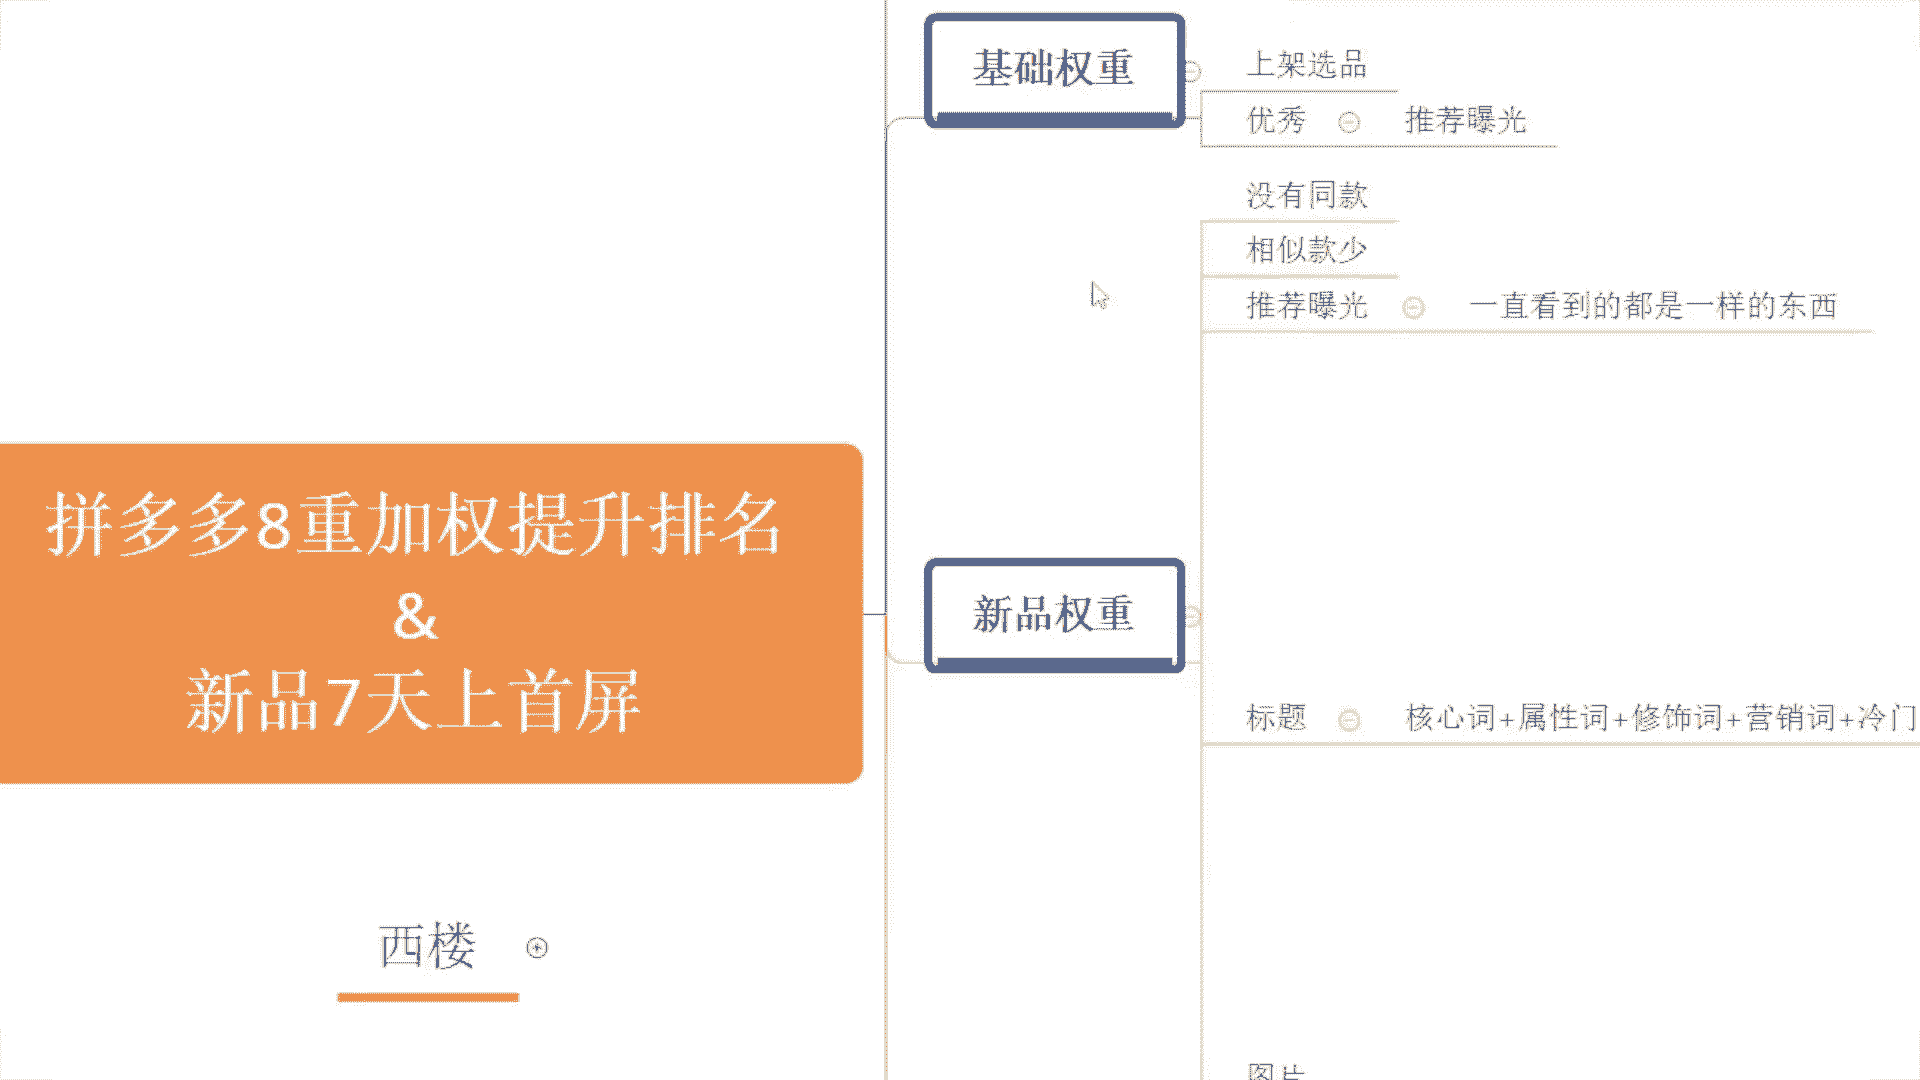 基础权重
上架选品
优秀
推荐曝光
没有同款
相似款少
推荐曝光
一直看到的都是一样的东西
拼多多8重加权提升排名
&
新品7天上首屏
新品权重
标题
核心词+属性词+修饰词+营销词+冷门
西楼
图片